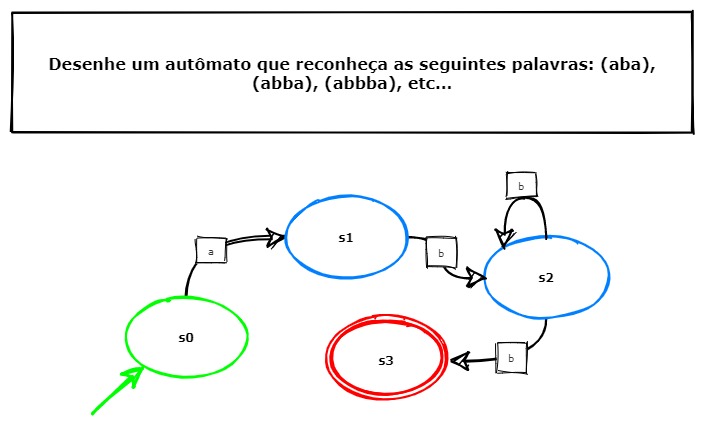 Desenhe um autômato que reconheça as seguintes palavras: (aba),
(abba), (abbba), etc...
b
s1
a
b
s2
s0
s3
b